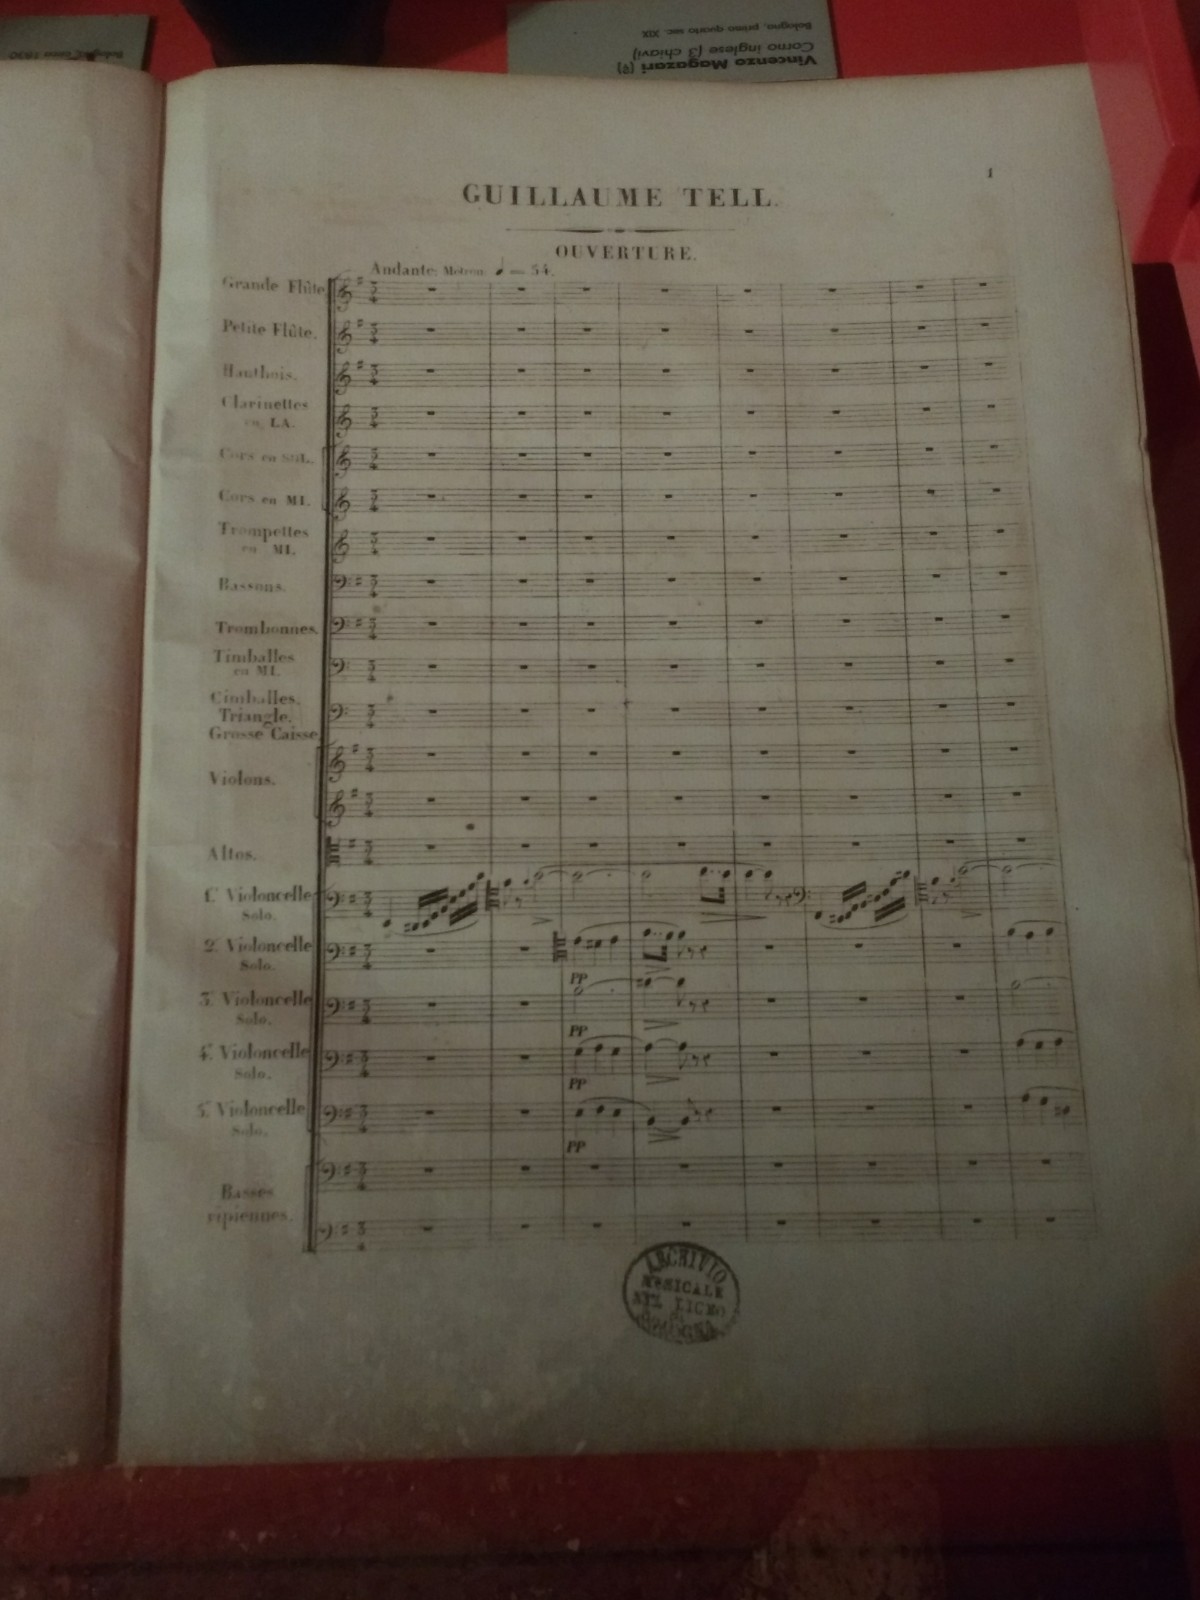 Vincenzo Magazari (?)
Corno inglese (3 chiavi)
Bologna, primo quarto sec. XIX
1
GUILLAUME TELL.
OUVERTURE.
Andante: Metron: ♩ = 54.
Grande Flûte
Petite Flûte.
Hautbois.
Clarinettes
en LA.
Cors en SOL.
Cors en MI.
Trompettes
en MI.
Bassons.
Trombonnes.
Timballes
en MI.
Cimballes.
Triangle.
Grosse Caisse.
Violons.
Altos.
1.r Violoncelle
Solo.
2.e Violoncelle
Solo.
PP
3.e Violoncelle
Solo.
PP
4.e Violoncelle
Solo.
PP
5.e Violoncelle
Solo.
PP
Basses
ripiennes.
ARCHIVIO
MUSICALE
LICEO
BOLOGNA